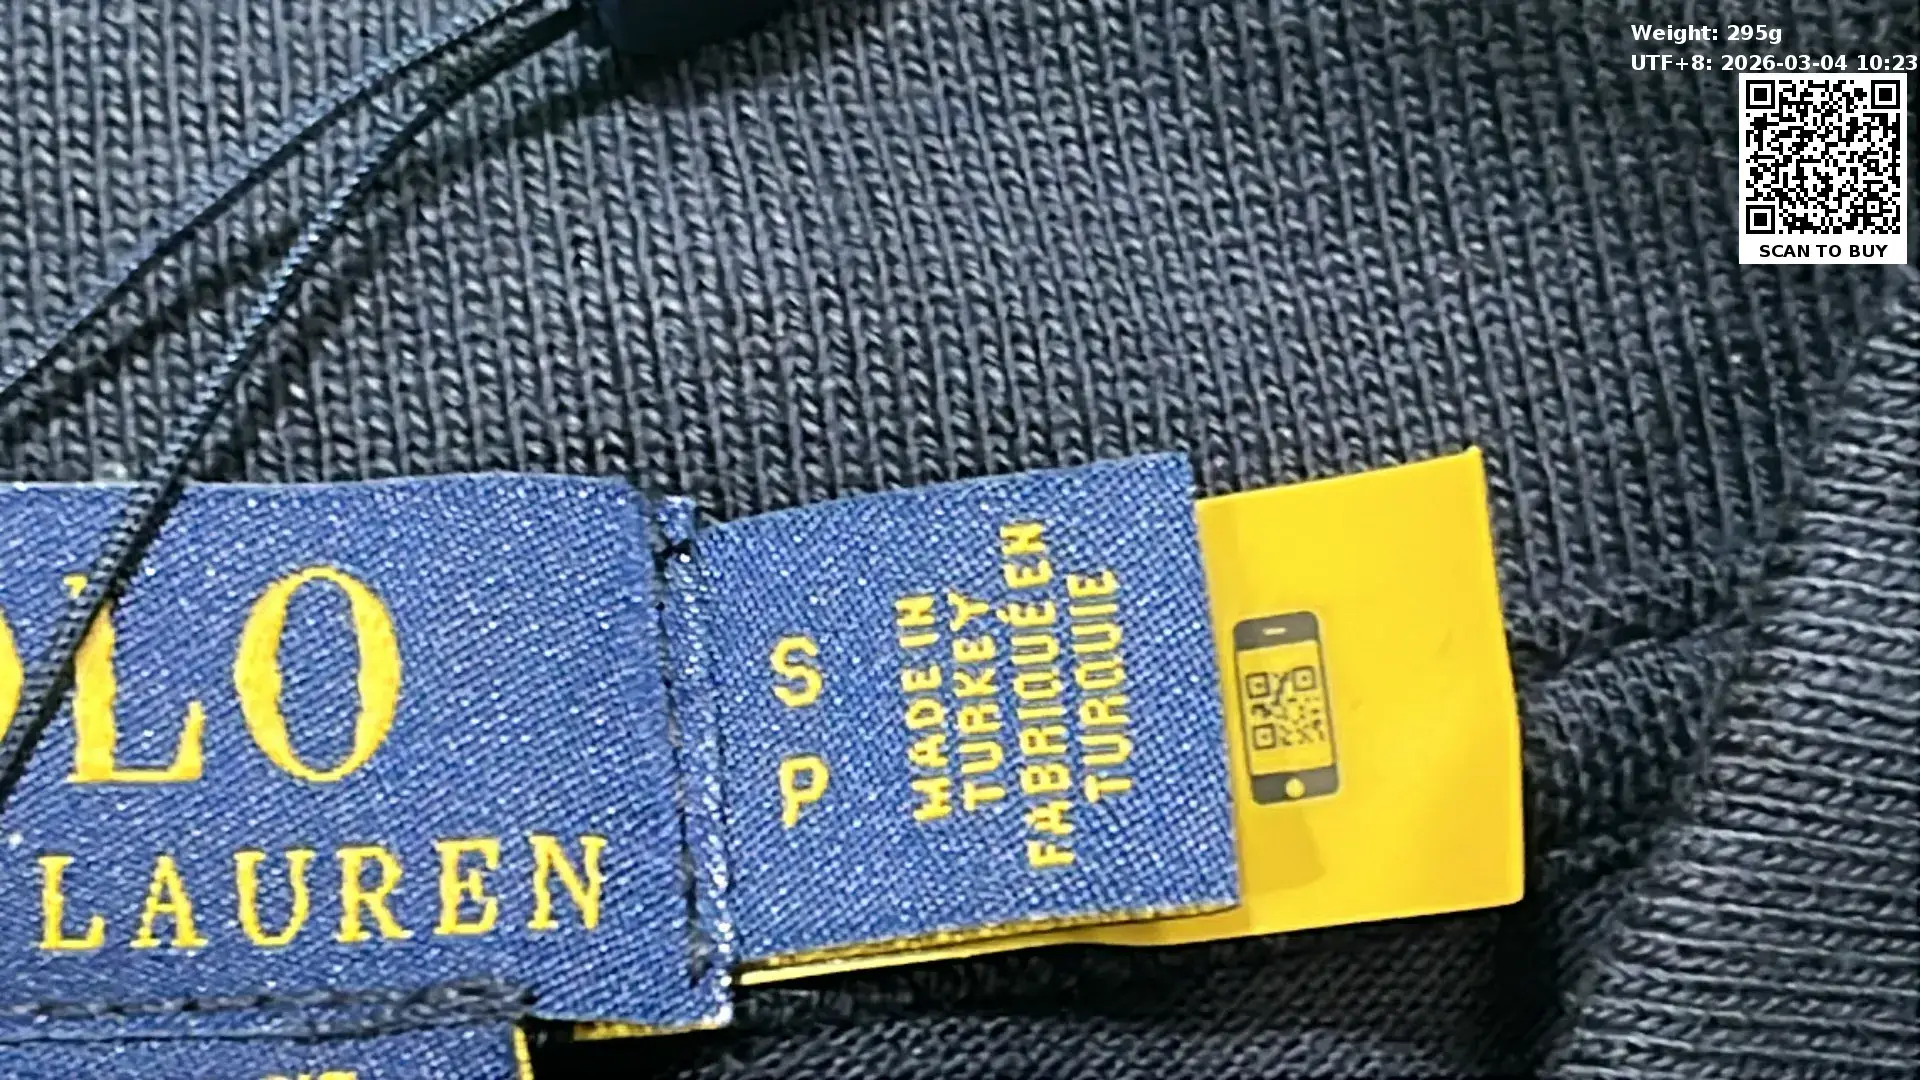 Weight: 295g
UTF+8: 2026-03-04 10:23
SCAN TO BUY
LO
LAUREN
S
P
MADE IN
TURKEY
FABRIQUÉ EN
TURQUIE